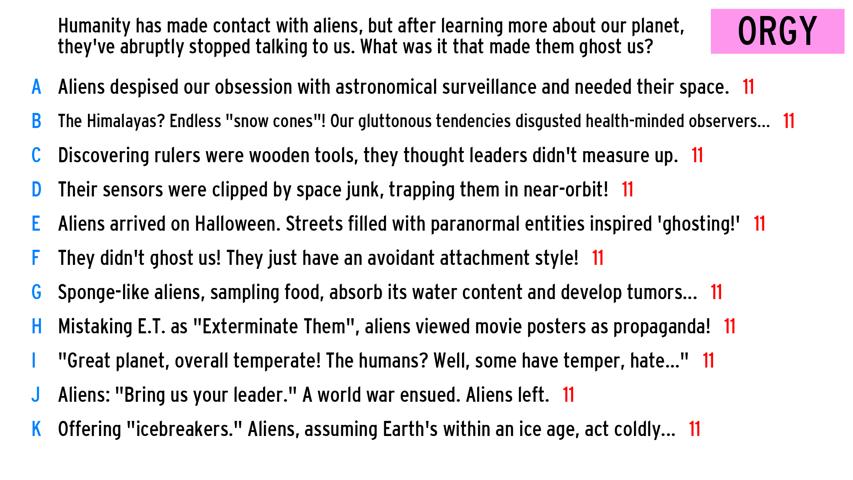 Humanity has made contact with aliens, but after learning more about our planet,
they've abruptly stopped talking to us. What was it that made them ghost us?
ORGY
A Aliens despised our obsession with astronomical surveillance and needed their space. 11
B The Himalayas? Endless "snow cones"! Our gluttonous tendencies disgusted health-minded observers... 11
C Discovering rulers were wooden tools, they thought leaders didn't measure up. 11
D Their sensors were clipped by space junk, trapping them in near-orbit! 11
E Aliens arrived on Halloween. Streets filled with paranormal entities inspired 'ghosting!' 11
F They didn't ghost us! They just have an avoidant attachment style! 11
G Sponge-like aliens, sampling food, absorb its water content and develop tumors... 11
H Mistaking E.T. as "Exterminate Them", aliens viewed movie posters as propaganda! 11
I "Great planet, overall temperate! The humans? Well, some have temper, hate..." 11
J Aliens: "Bring us your leader." A world war ensued. Aliens left. 11
K Offering "icebreakers." Aliens, assuming Earth's within an ice age, act coldly... 11